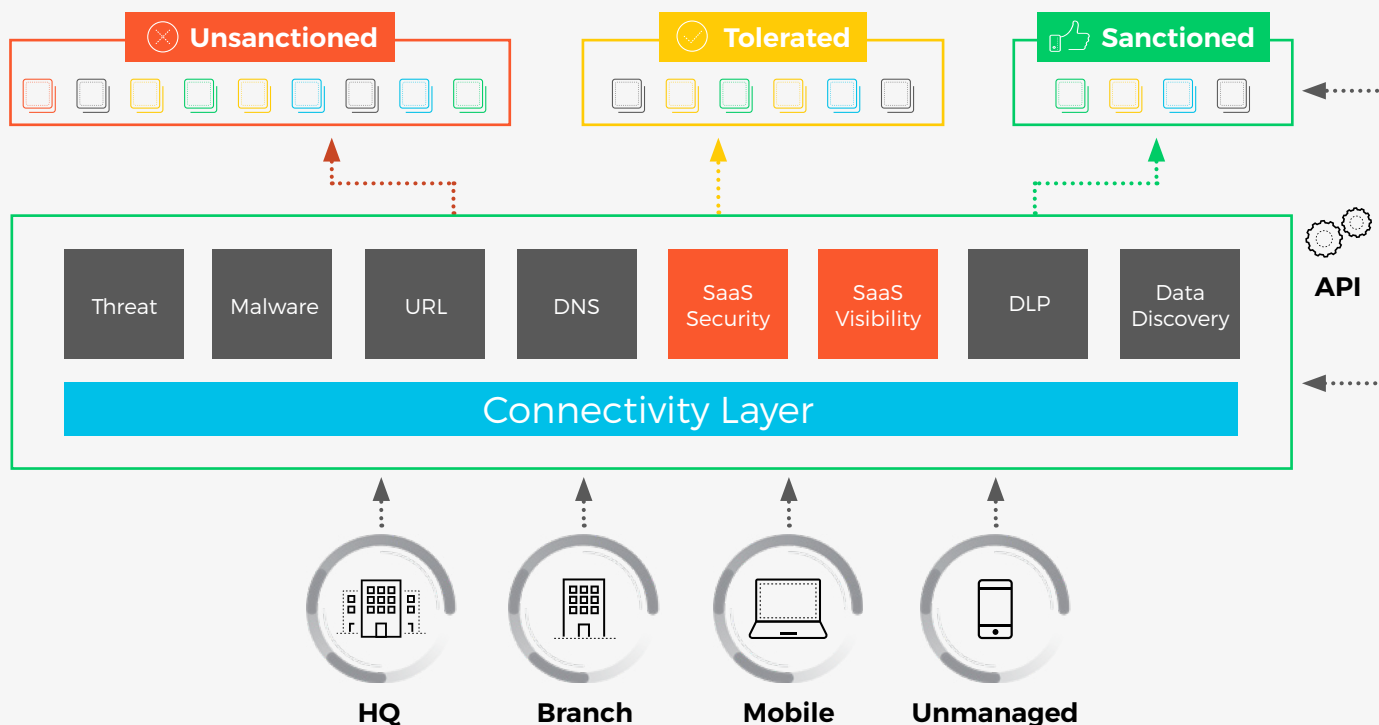 Unsanctioned
Tolerated
Sanctioned
Threat
Malware
URL
DNS
SaaS
Security
SaaS
Visibility
DLP
Data
Discovery
API
Connectivity Layer
HQ
Branch
Mobile
Unmanaged